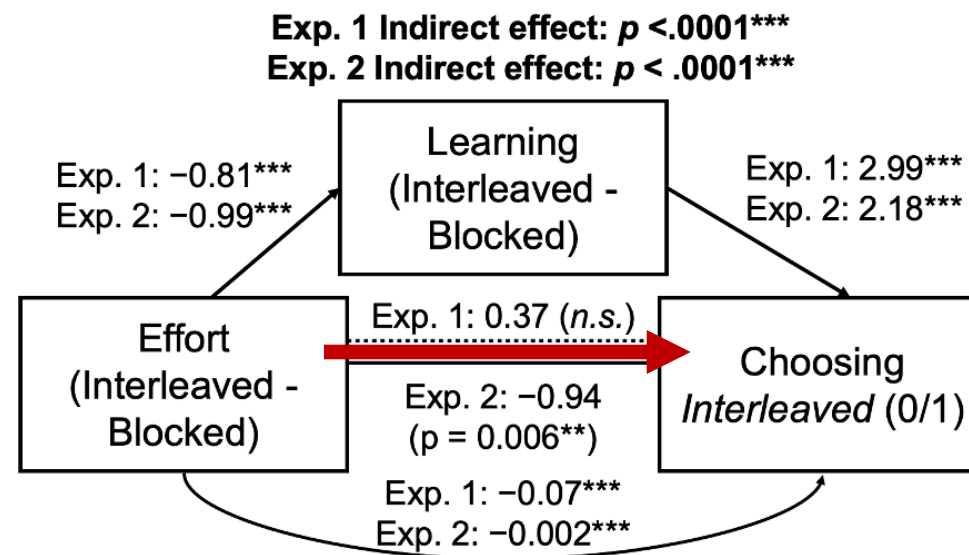 Exp. 1 Indirect effect: p <.0001***
Exp. 2 Indirect effect: p < .0001***
Learning
(Interleaved -
Blocked)
Exp. 1: −0.81***
Exp. 2: −0.99***
Exp. 1: 2.99***
Exp. 2: 2.18***
Effort
(Interleaved -
Blocked)
Exp. 1: 0.37 (n.s.)
Exp. 2: −0.94
(p = 0.006**)
Choosing
Interleaved (0/1)
Exp. 1: −0.07***
Exp. 2: −0.002***